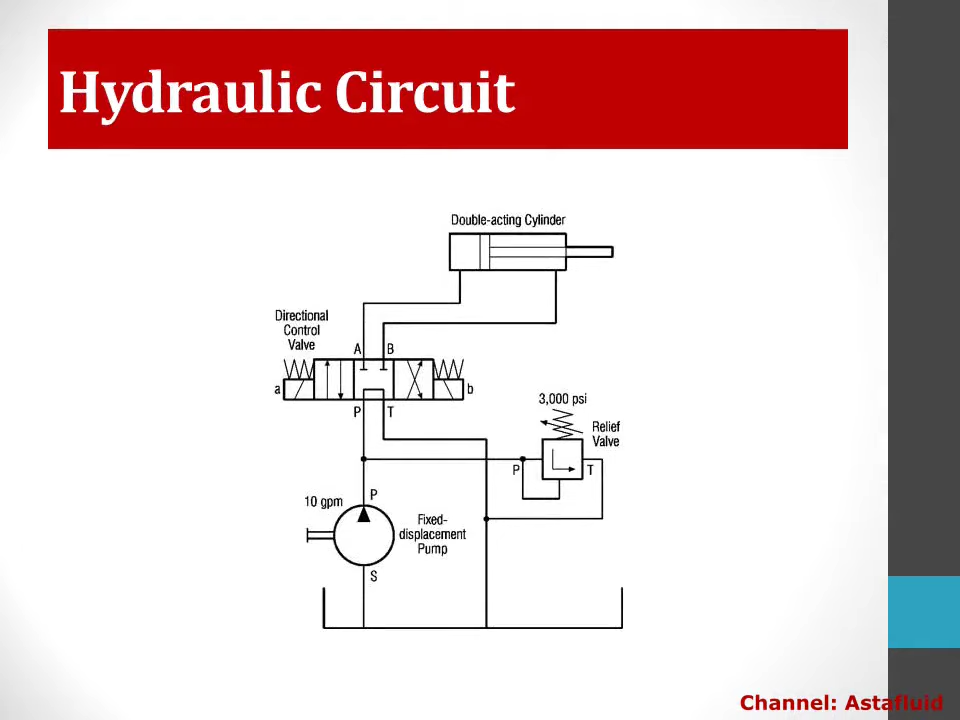 Hydraulic Circuit
Double-acting Cylinder
Directional
Control
Valve
A
B
a
b
P
T
3,000 psi
Relief
Valve
P
T
10 gpm
P
Fixed-
displacement
Pump
S
Channel: Astafluid